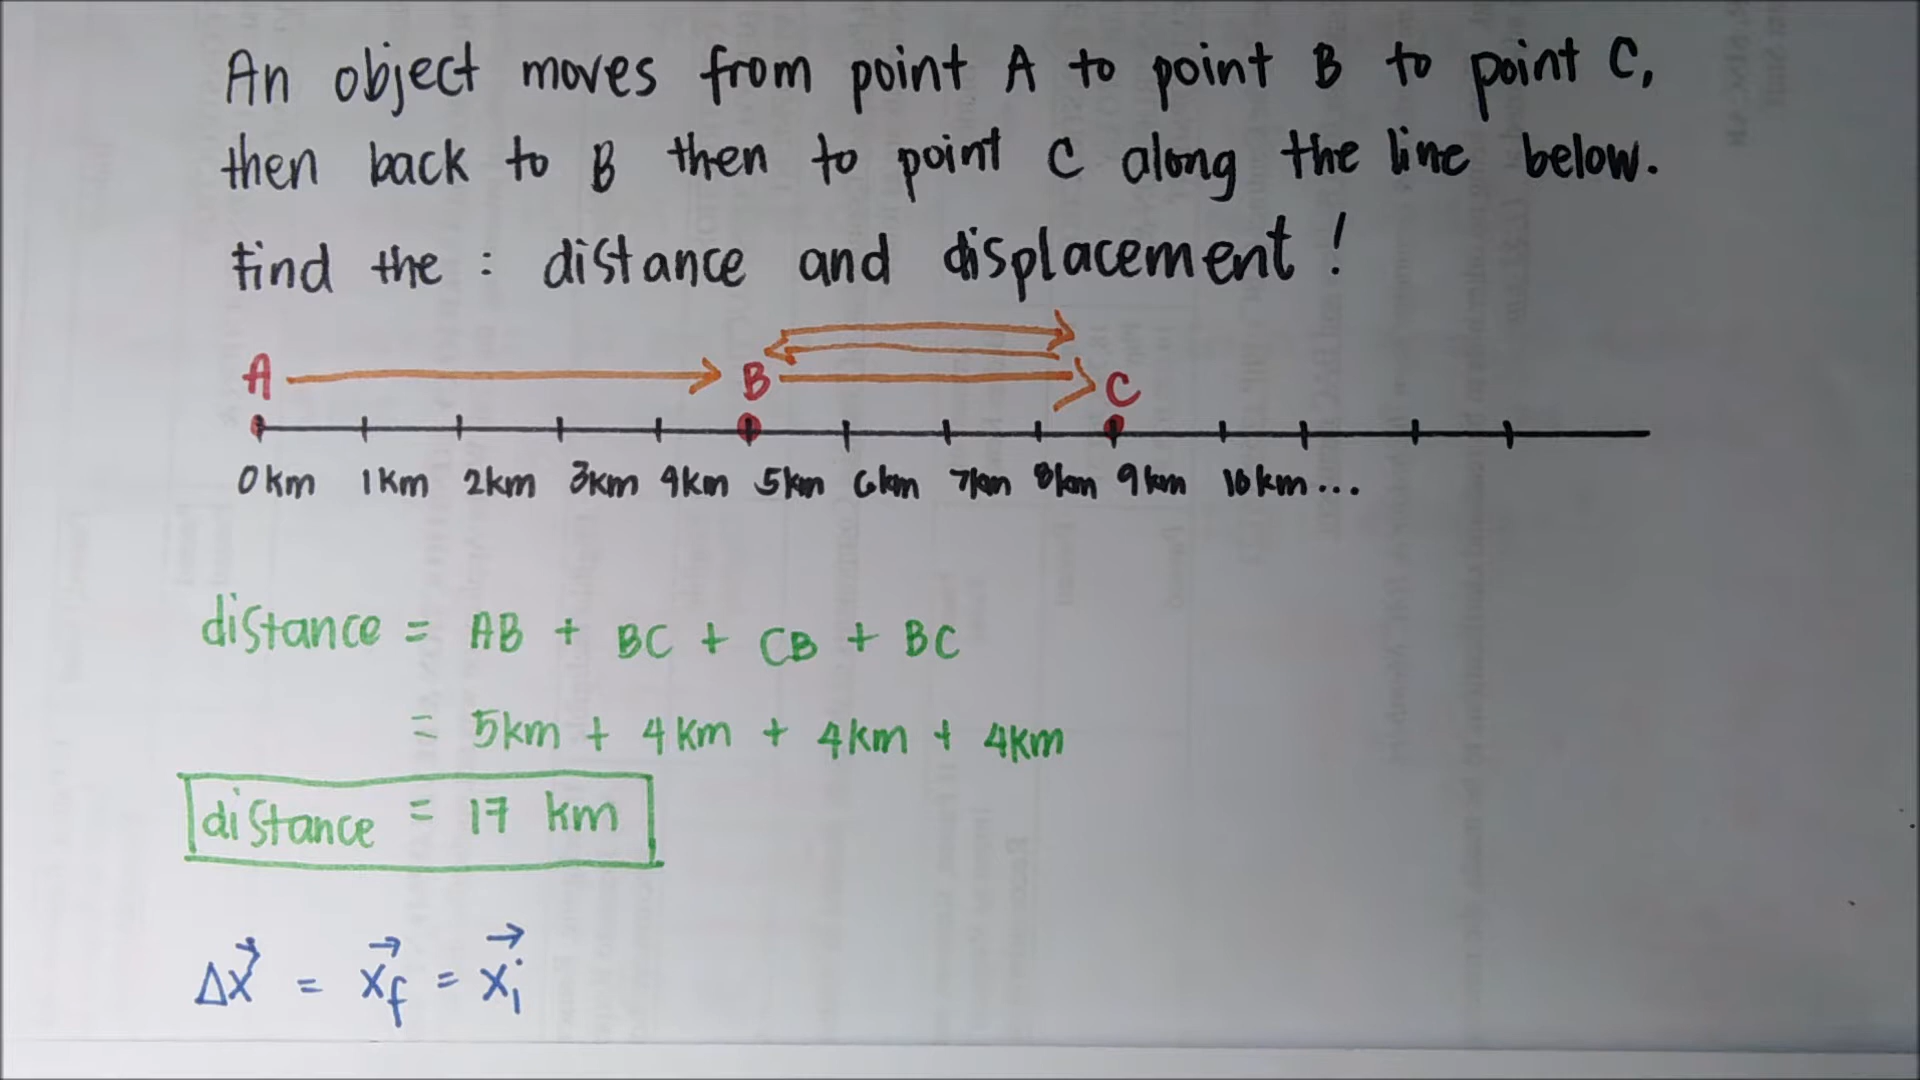 An object moves from point A to point B to point C,
then back to B then to point C along the line below.
Find the : distance and displacement !
A B C
0km 1km 2km 3km 4km 5km 6km 7km 8km 9km 10km...
distance = AB + BC + CB + BC
= 5km + 4km + 4km + 4km
distance = 17 km
Δx⃗ = x⃗f = x⃗i